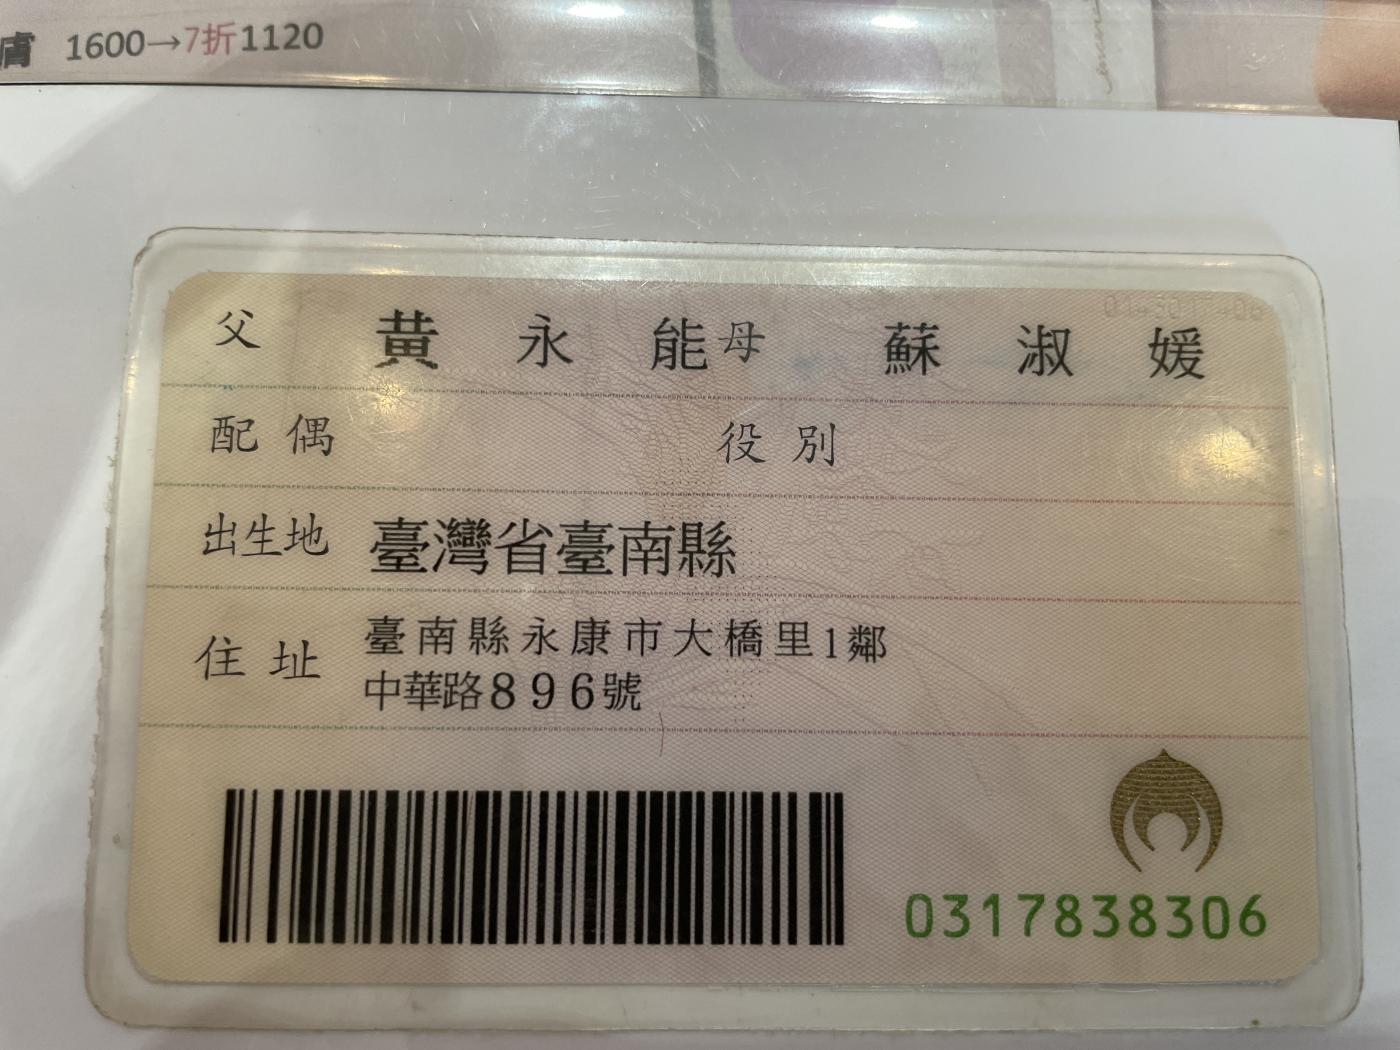 膚 1600→7折1120
父 黃永能 母 蘇淑媛
配偶 役別
出生地 臺灣省臺南縣
住址 臺南縣永康市大橋里1鄰
中華路896號
0317838306